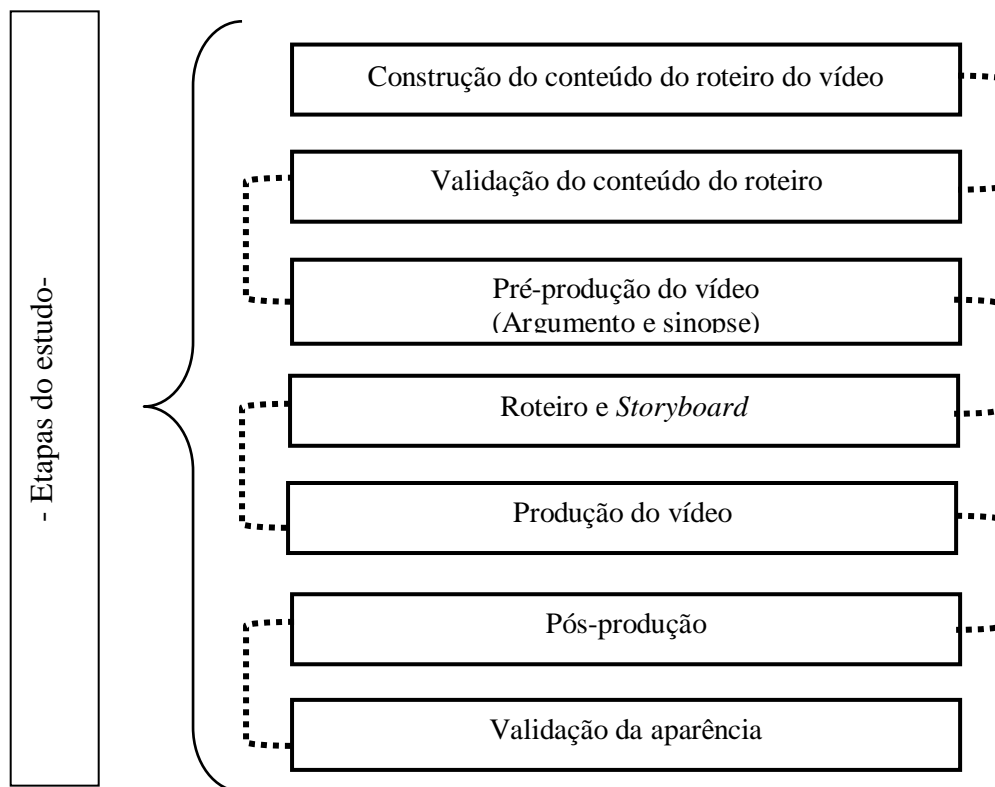 - Etapas do estudo-
Construção do conteúdo do roteiro do vídeo
Validação do conteúdo do roteiro
Pré-produção do vídeo
(Argumento e sinopse)
Roteiro e Storyboard
Produção do vídeo
Pós-produção
Validação da aparência